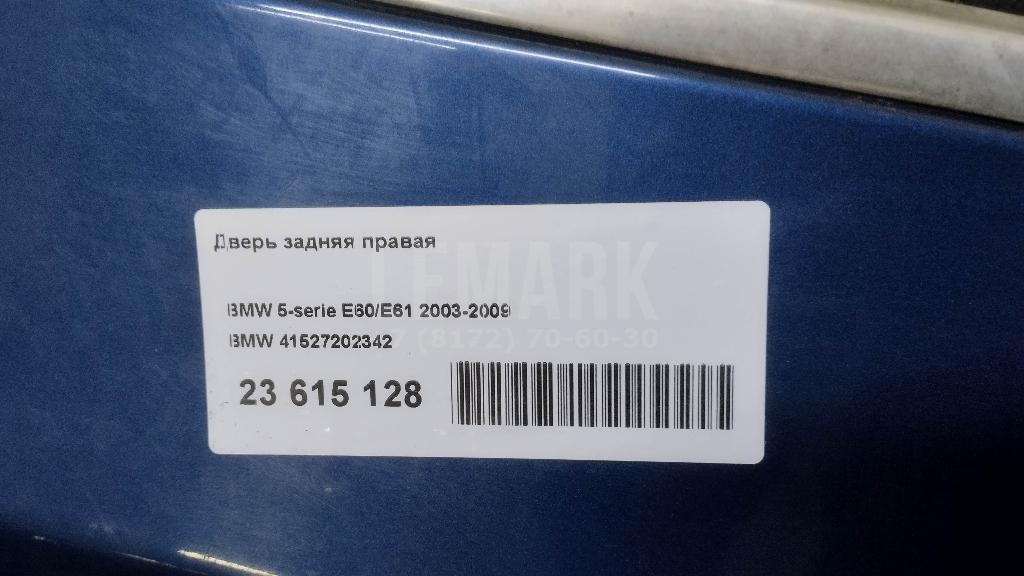 Дверь задняя правая
LEMARK
BMW 5-serie E60/E61 2003-2009
+7 (8172) 70-60-30
BMW 41527202342
23 615 128